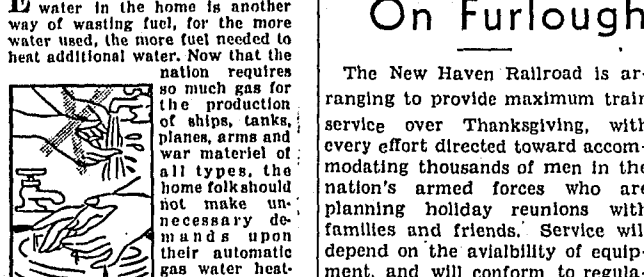 water in the home is another
way of wasting fuel, for the more
water used, the more fuel needed to
heat additional water. Now that the
nation requires
so much gas for
the production
of ships, tanks,
planes, arms and
war materiel of
all types, the
home folk should
not make un-
necessary de-
mands upon
their automatic
gas water heat-
On Furlough
The New Haven Railroad is ar-
ranging to provide maximum train
service over Thanksgiving, with
every effort directed toward accom-
modating thousands of men in the
nation's armed forces who are
planning holiday reunions with
families and friends. Service will
depend on the avialbility of equip-
ment, and will conform to regu